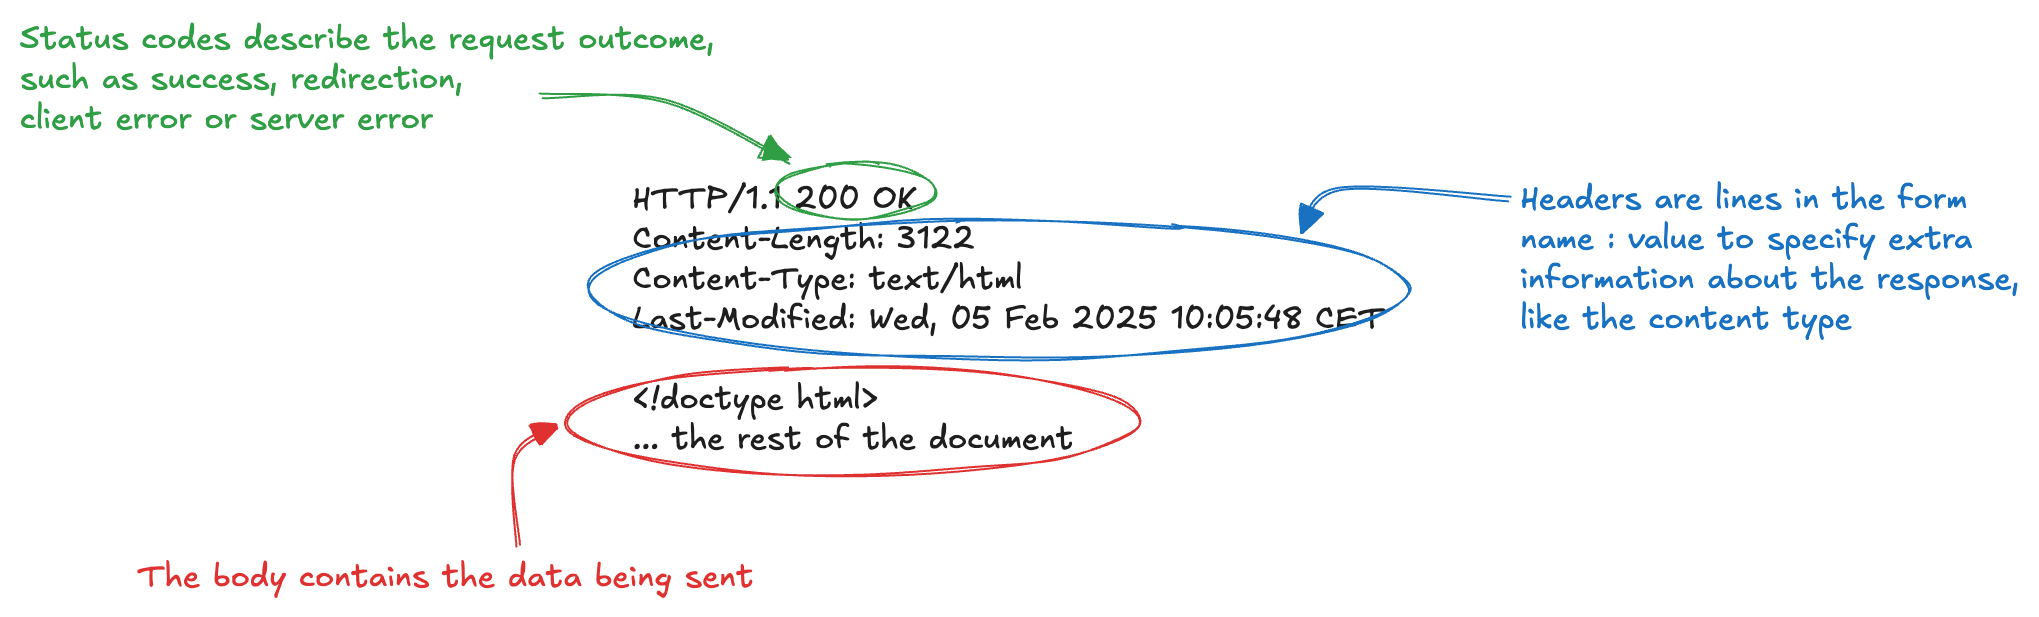 Status codes describe the request outcome,
such as success, redirection,
client error or server error
HTTP/1.1 200 OK
Content-Length: 3122
Content-Type: text/html
Last-Modified: Wed, 05 Feb 2025 10:05:48 CET
<!doctype html>
... the rest of the document
Headers are lines in the form
name : value to specify extra
information about the response,
like the content type
The body contains the data being sent